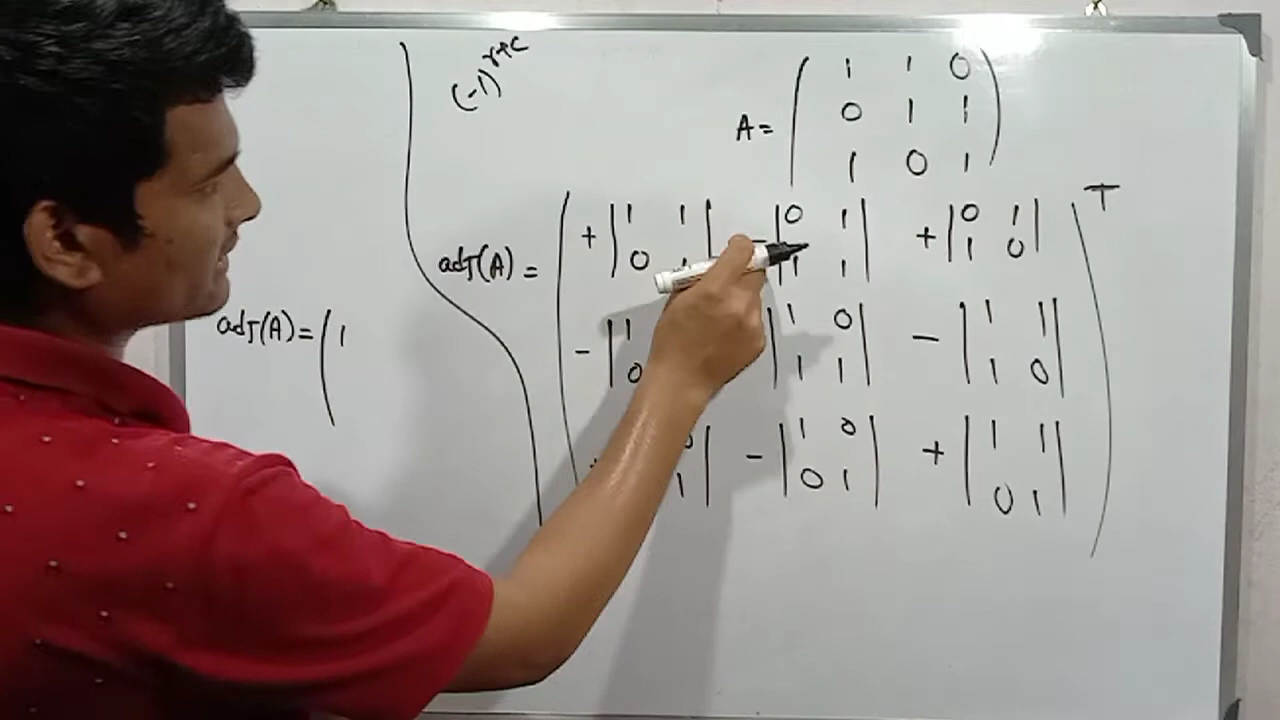 (-1)^r+c
A = ( 1 1 0
0 1 1
1 0 1 )
adj(A) = ( + | 1 1 | - | 0 1 | + | 0 1 | ) T
| 0 1 | | 1 1 | | 1 0 |
- | 1 | 1 0 | - | 1 1 |
| 0 | 1 1 | | 1 0 |
0 | - | 1 0 | + | 1 1 |
1 | | 0 1 | | 0 1 |
adj(A) = ( 1